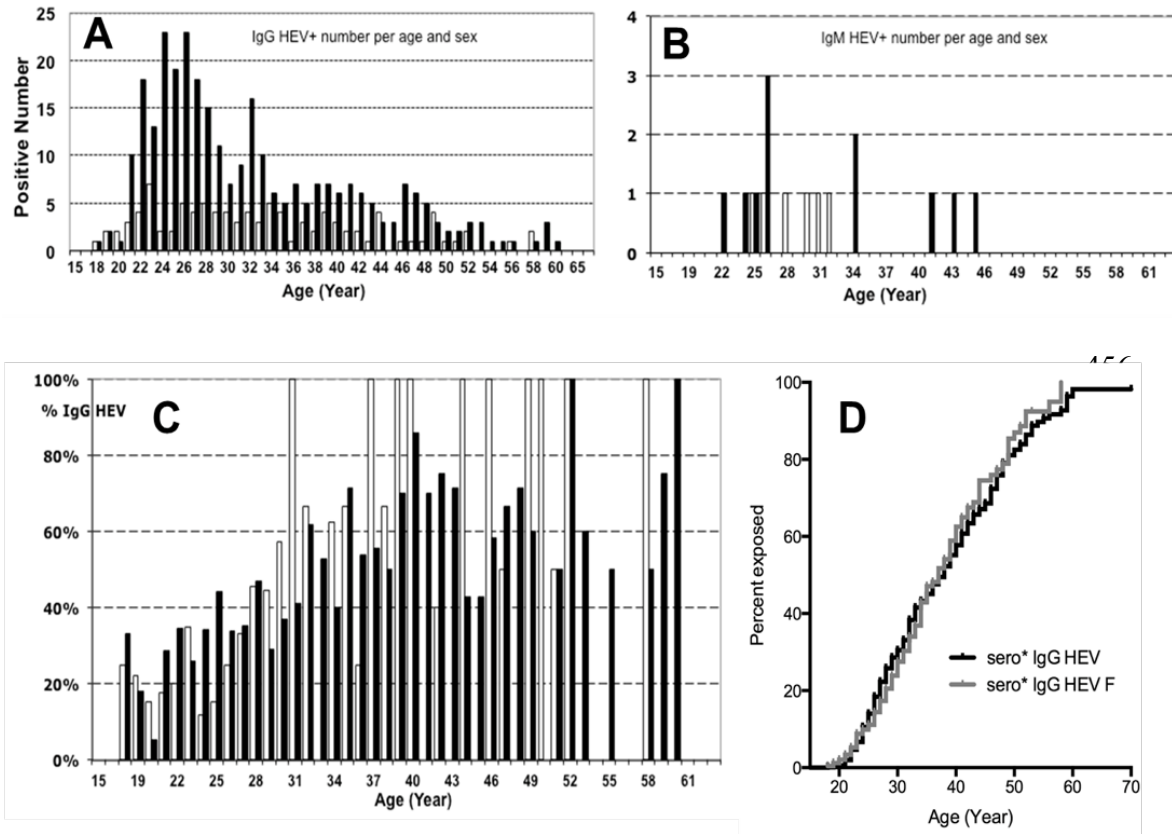 A
IgG HEV+ number per age and sex
Positive Number
25
20
15
10
5
0
15 18 20 22 24 26 28 30 32 34 36 38 40 42 44 46 48 50 52 54 56 58 60 65
Age (Year)
B
IgM HEV+ number per age and sex
4
3
2
1
0
15 19 22 25 28 31 34 37 40 43 46 49 52 55 58 61
Age (Year)
C
% IgG HEV
100%
80%
60%
40%
20%
0%
15 19 22 25 28 31 34 37 40 43 46 49 52 55 58 61
Age (Year)
D
Percent exposed
100
80
60
40
20
0
sero* IgG HEV
sero* IgG HEV F
20 30 40 50 60 70
Age (Year)